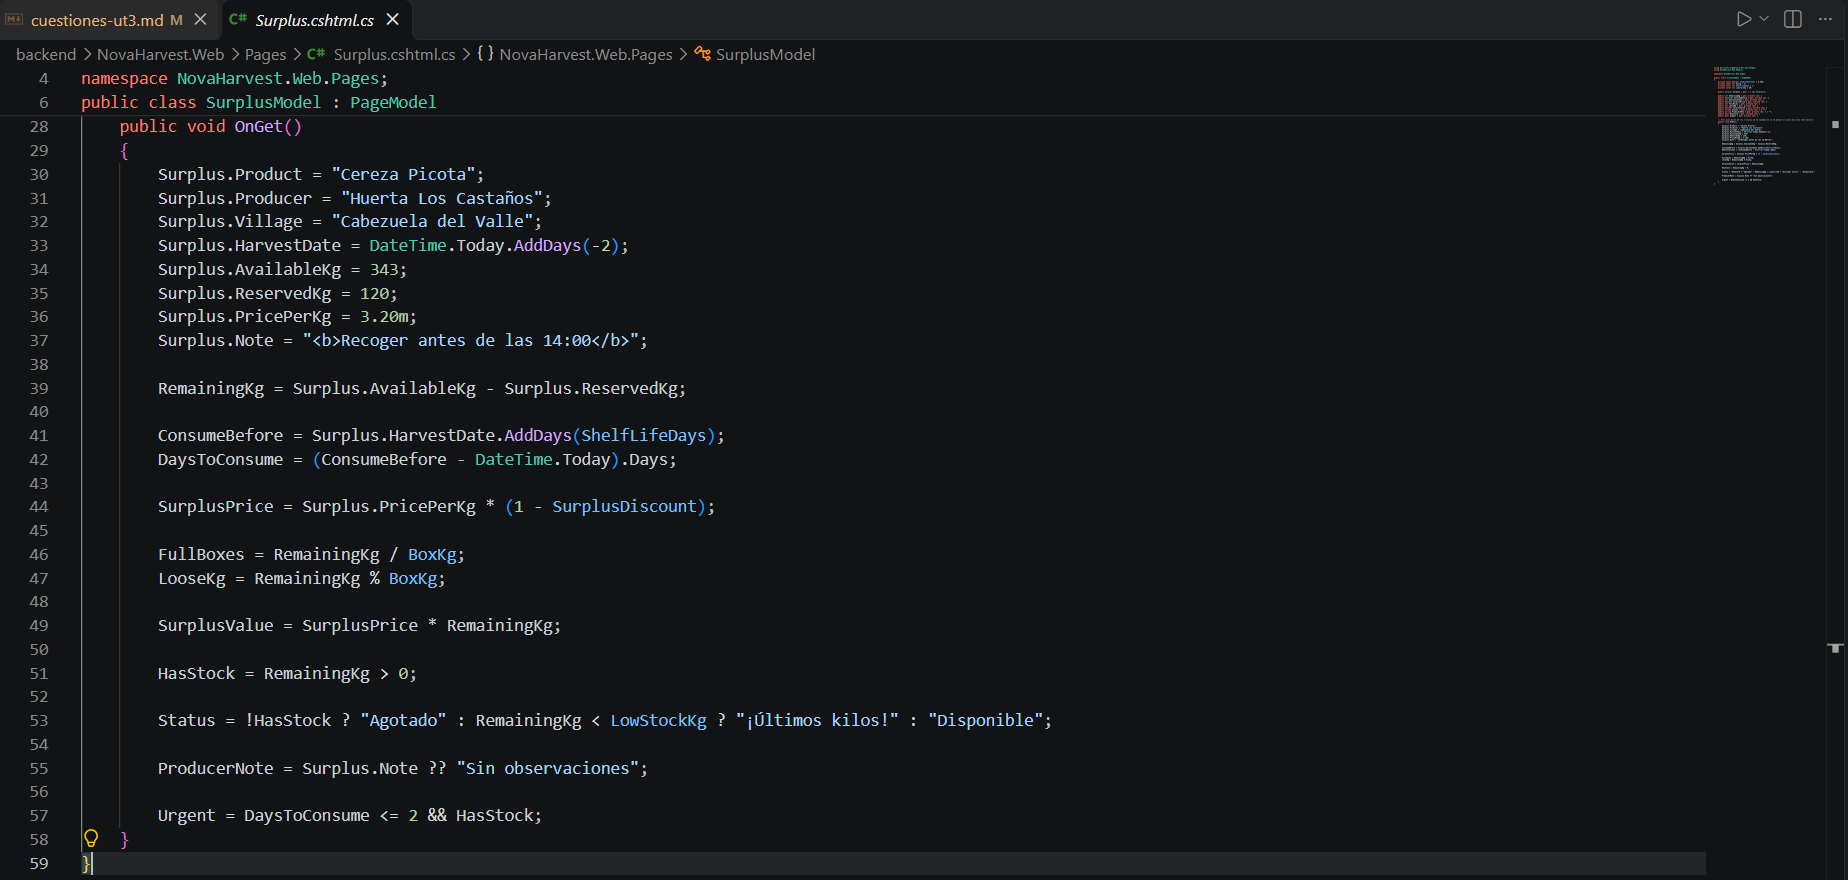 cuestiones-ut3.md M
C# Surplus.cshtml.cs
backend > NovaHarvest.Web > Pages > C# Surplus.cshtml.cs > {} NovaHarvest.Web.Pages > SurplusModel
4 namespace NovaHarvest.Web.Pages;
6 public class SurplusModel : PageModel
28 public void OnGet()
29 {
30 Surplus.Product = "Cereza Picota";
31 Surplus.Producer = "Huerta Los Castaños";
32 Surplus.Village = "Cabezuela del Valle";
33 Surplus.HarvestDate = DateTime.Today.AddDays(-2);
34 Surplus.AvailableKg = 343;
35 Surplus.ReservedKg = 120;
36 Surplus.PricePerKg = 3.20m;
37 Surplus.Note = "<b>Recoger antes de las 14:00</b>";
38
39 RemainingKg = Surplus.AvailableKg - Surplus.ReservedKg;
40
41 ConsumeBefore = Surplus.HarvestDate.AddDays(ShelfLifeDays);
42 DaysToConsume = (ConsumeBefore - DateTime.Today).Days;
43
44 SurplusPrice = Surplus.PricePerKg * (1 - SurplusDiscount);
45
46 FullBoxes = RemainingKg / BoxKg;
47 LooseKg = RemainingKg % BoxKg;
48
49 SurplusValue = SurplusPrice * RemainingKg;
50
51 HasStock = RemainingKg > 0;
52
53 Status = !HasStock ? "Agotado" : RemainingKg < LowStockKg ? "¡Últimos kilos!" : "Disponible";
54
55 ProducerNote = Surplus.Note ?? "Sin observaciones";
56
57 Urgent = DaysToConsume <= 2 && HasStock;
58 }
59 }